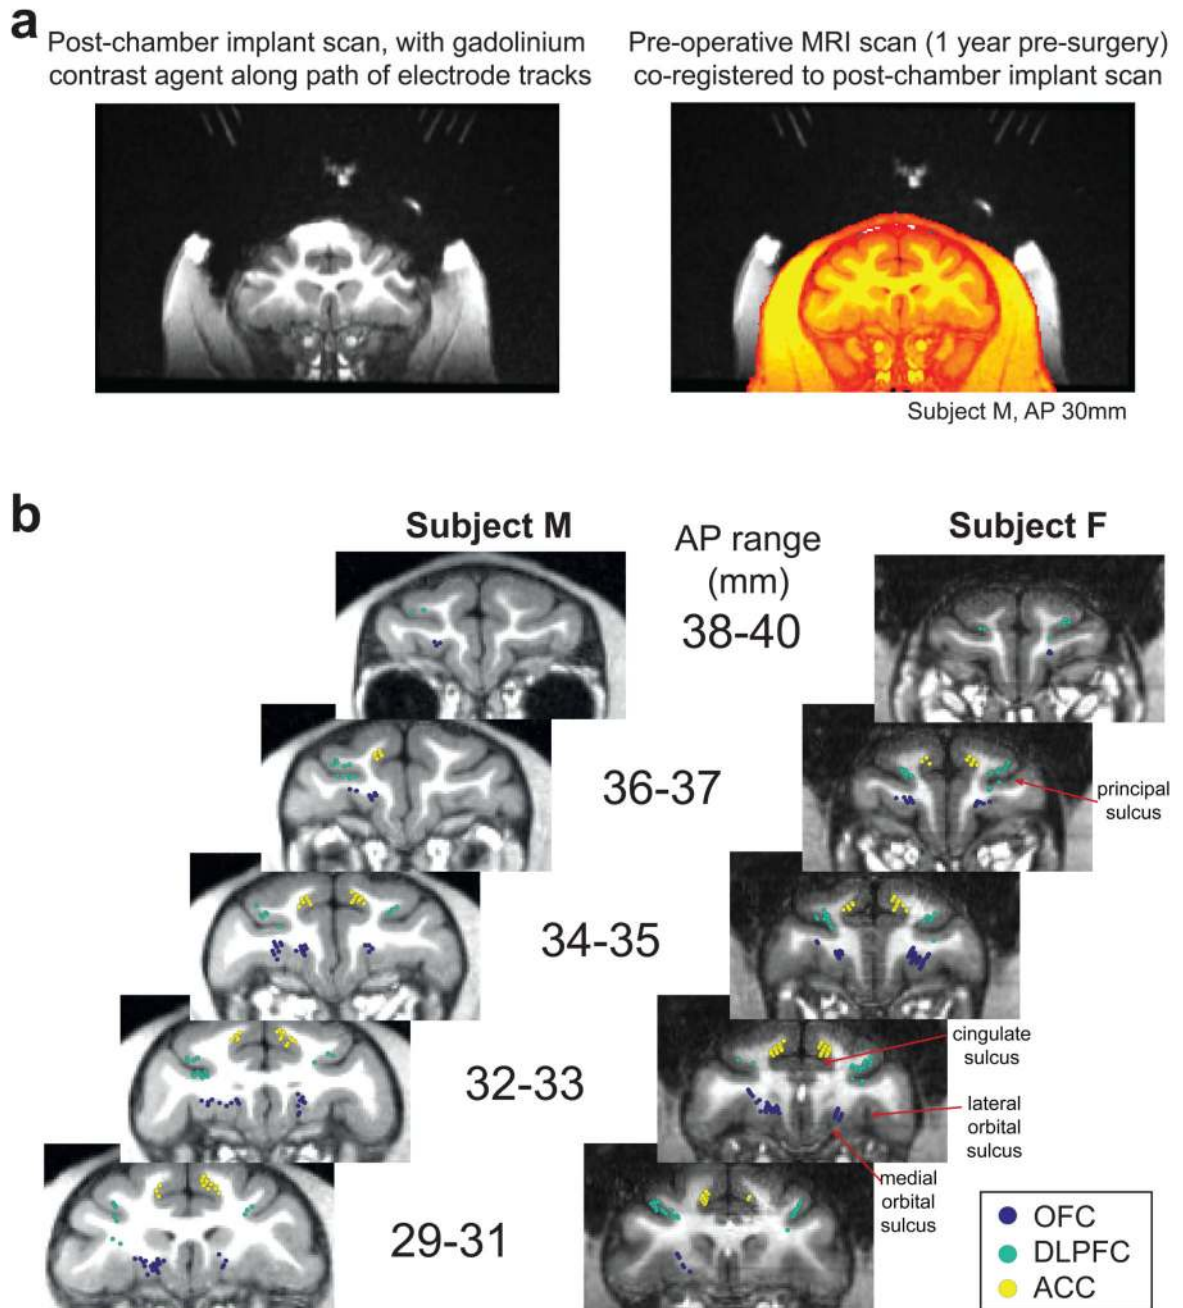 a
Post-chamber implant scan, with gadolinium
contrast agent along path of electrode tracks
Pre-operative MRI scan (1 year pre-surgery)
co-registered to post-chamber implant scan
Subject M, AP 30mm
b
Subject M
AP range
(mm)
Subject F
38-40
36-37
principal
sulcus
34-35
cingulate
sulcus
32-33
lateral
orbital
sulcus
medial
orbital
sulcus
29-31
OFC
DLPFC
ACC